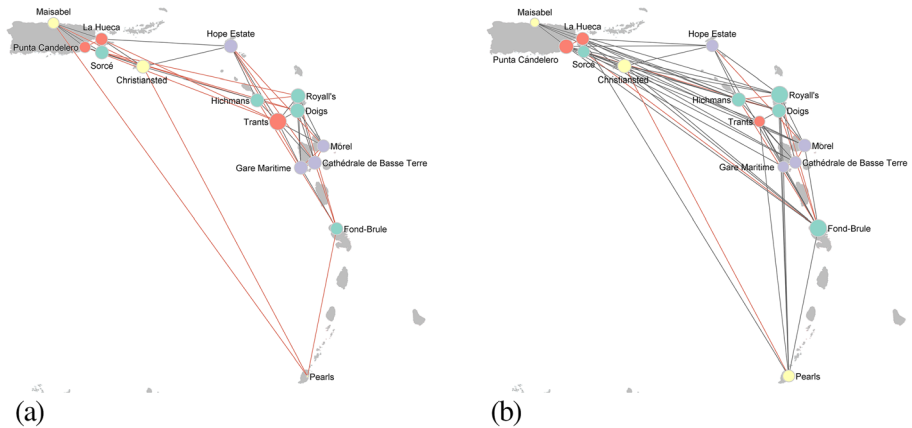 Maisabel
La Hueca
Punta Candelero
Sorcé
Christiansted
Hope Estate
Hichmans
Royall's
Doigs
Trants
Morel
Cathédrale de Basse Terre
Gare Maritime
Fond-Brule
Pearls
(a)
Maisabel
La Hueca
Punta Candelero
Sorcé
Christiansted
Hope Estate
Hichmans
Royall's
Doigs
Trants
Morel
Cathédrale de Basse Terre
Gare Maritime
Fond-Brule
Pearls
(b)